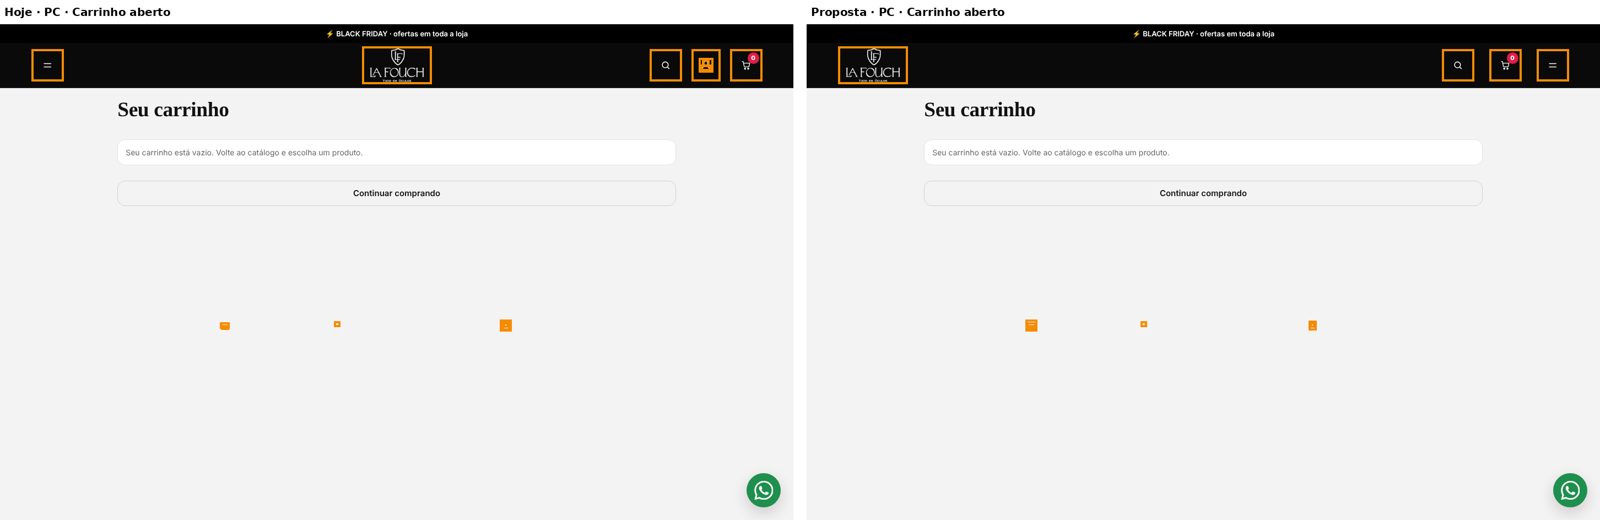 Hoje · PC · Carrinho aberto
⚡ BLACK FRIDAY · ofertas em toda a loja
LA FOUCH
0
Seu carrinho
Seu carrinho está vazio. Volte ao catálogo e escolha um produto.
Continuar comprando
Proposta · PC · Carrinho aberto
⚡ BLACK FRIDAY · ofertas em toda a loja
LA FOUCH
0
Seu carrinho
Seu carrinho está vazio. Volte ao catálogo e escolha um produto.
Continuar comprando